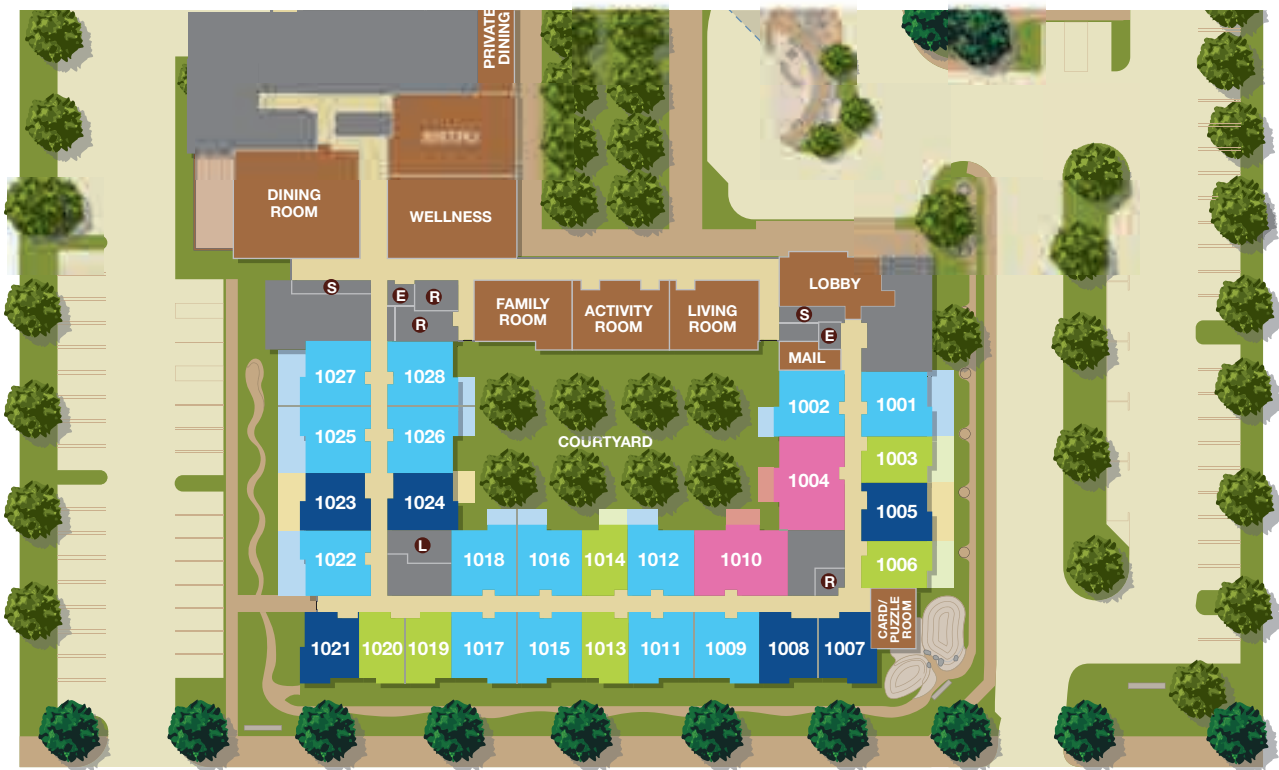 PRIVATE
DINING
DINING
ROOM
WELLNESS
LOBBY
S
E
R
R
FAMILY
ROOM
ACTIVITY
ROOM
LIVING
ROOM
S
E
MAIL
1027
1028
1002
1001
1025
1026
COURTYARD
1003
1004
1023
1024
1005
L
1022
1018
1016
1014
1012
1010
1006
R
CARD/
PUZZLE
ROOM
1021
1020
1019
1017
1015
1013
1011
1009
1008
1007